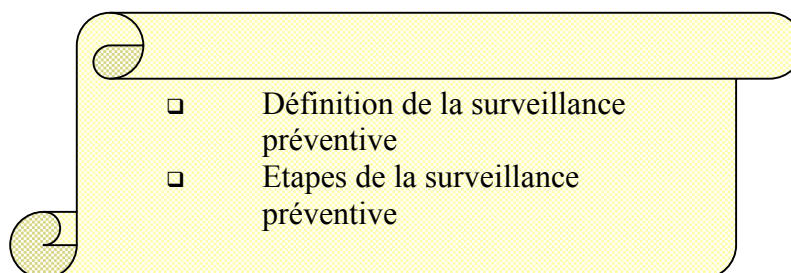 ❑ Définition de la surveillance
préventive
❑ Etapes de la surveillance
préventive